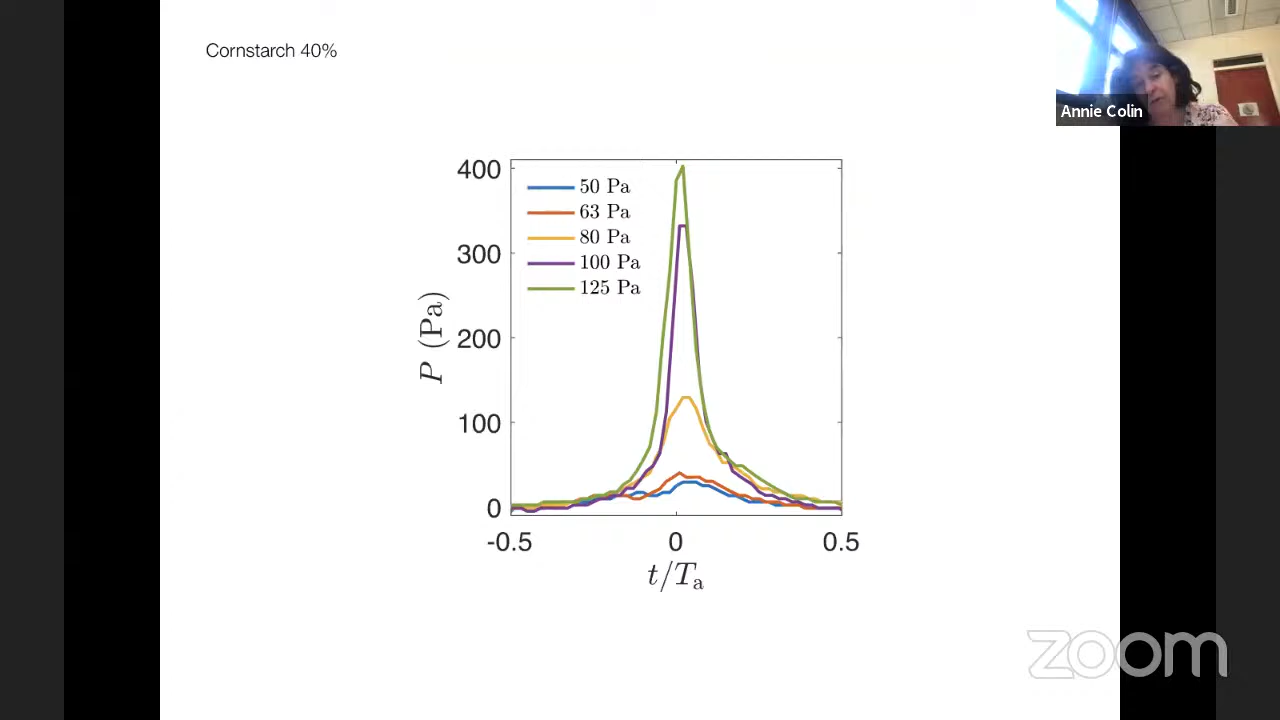 Cornstarch 40%
Annie Colin
400
300
200
100
0
P (Pa)
50 Pa
63 Pa
80 Pa
100 Pa
125 Pa
-0.5 0 0.5
t/Ta
zoom